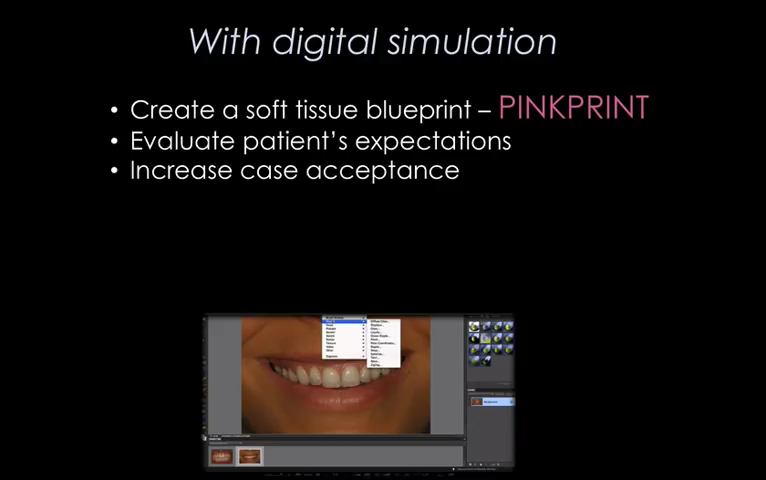 With digital simulation
• Create a soft tissue blueprint – PINKPRINT
• Evaluate patient's expectations
• Increase case acceptance